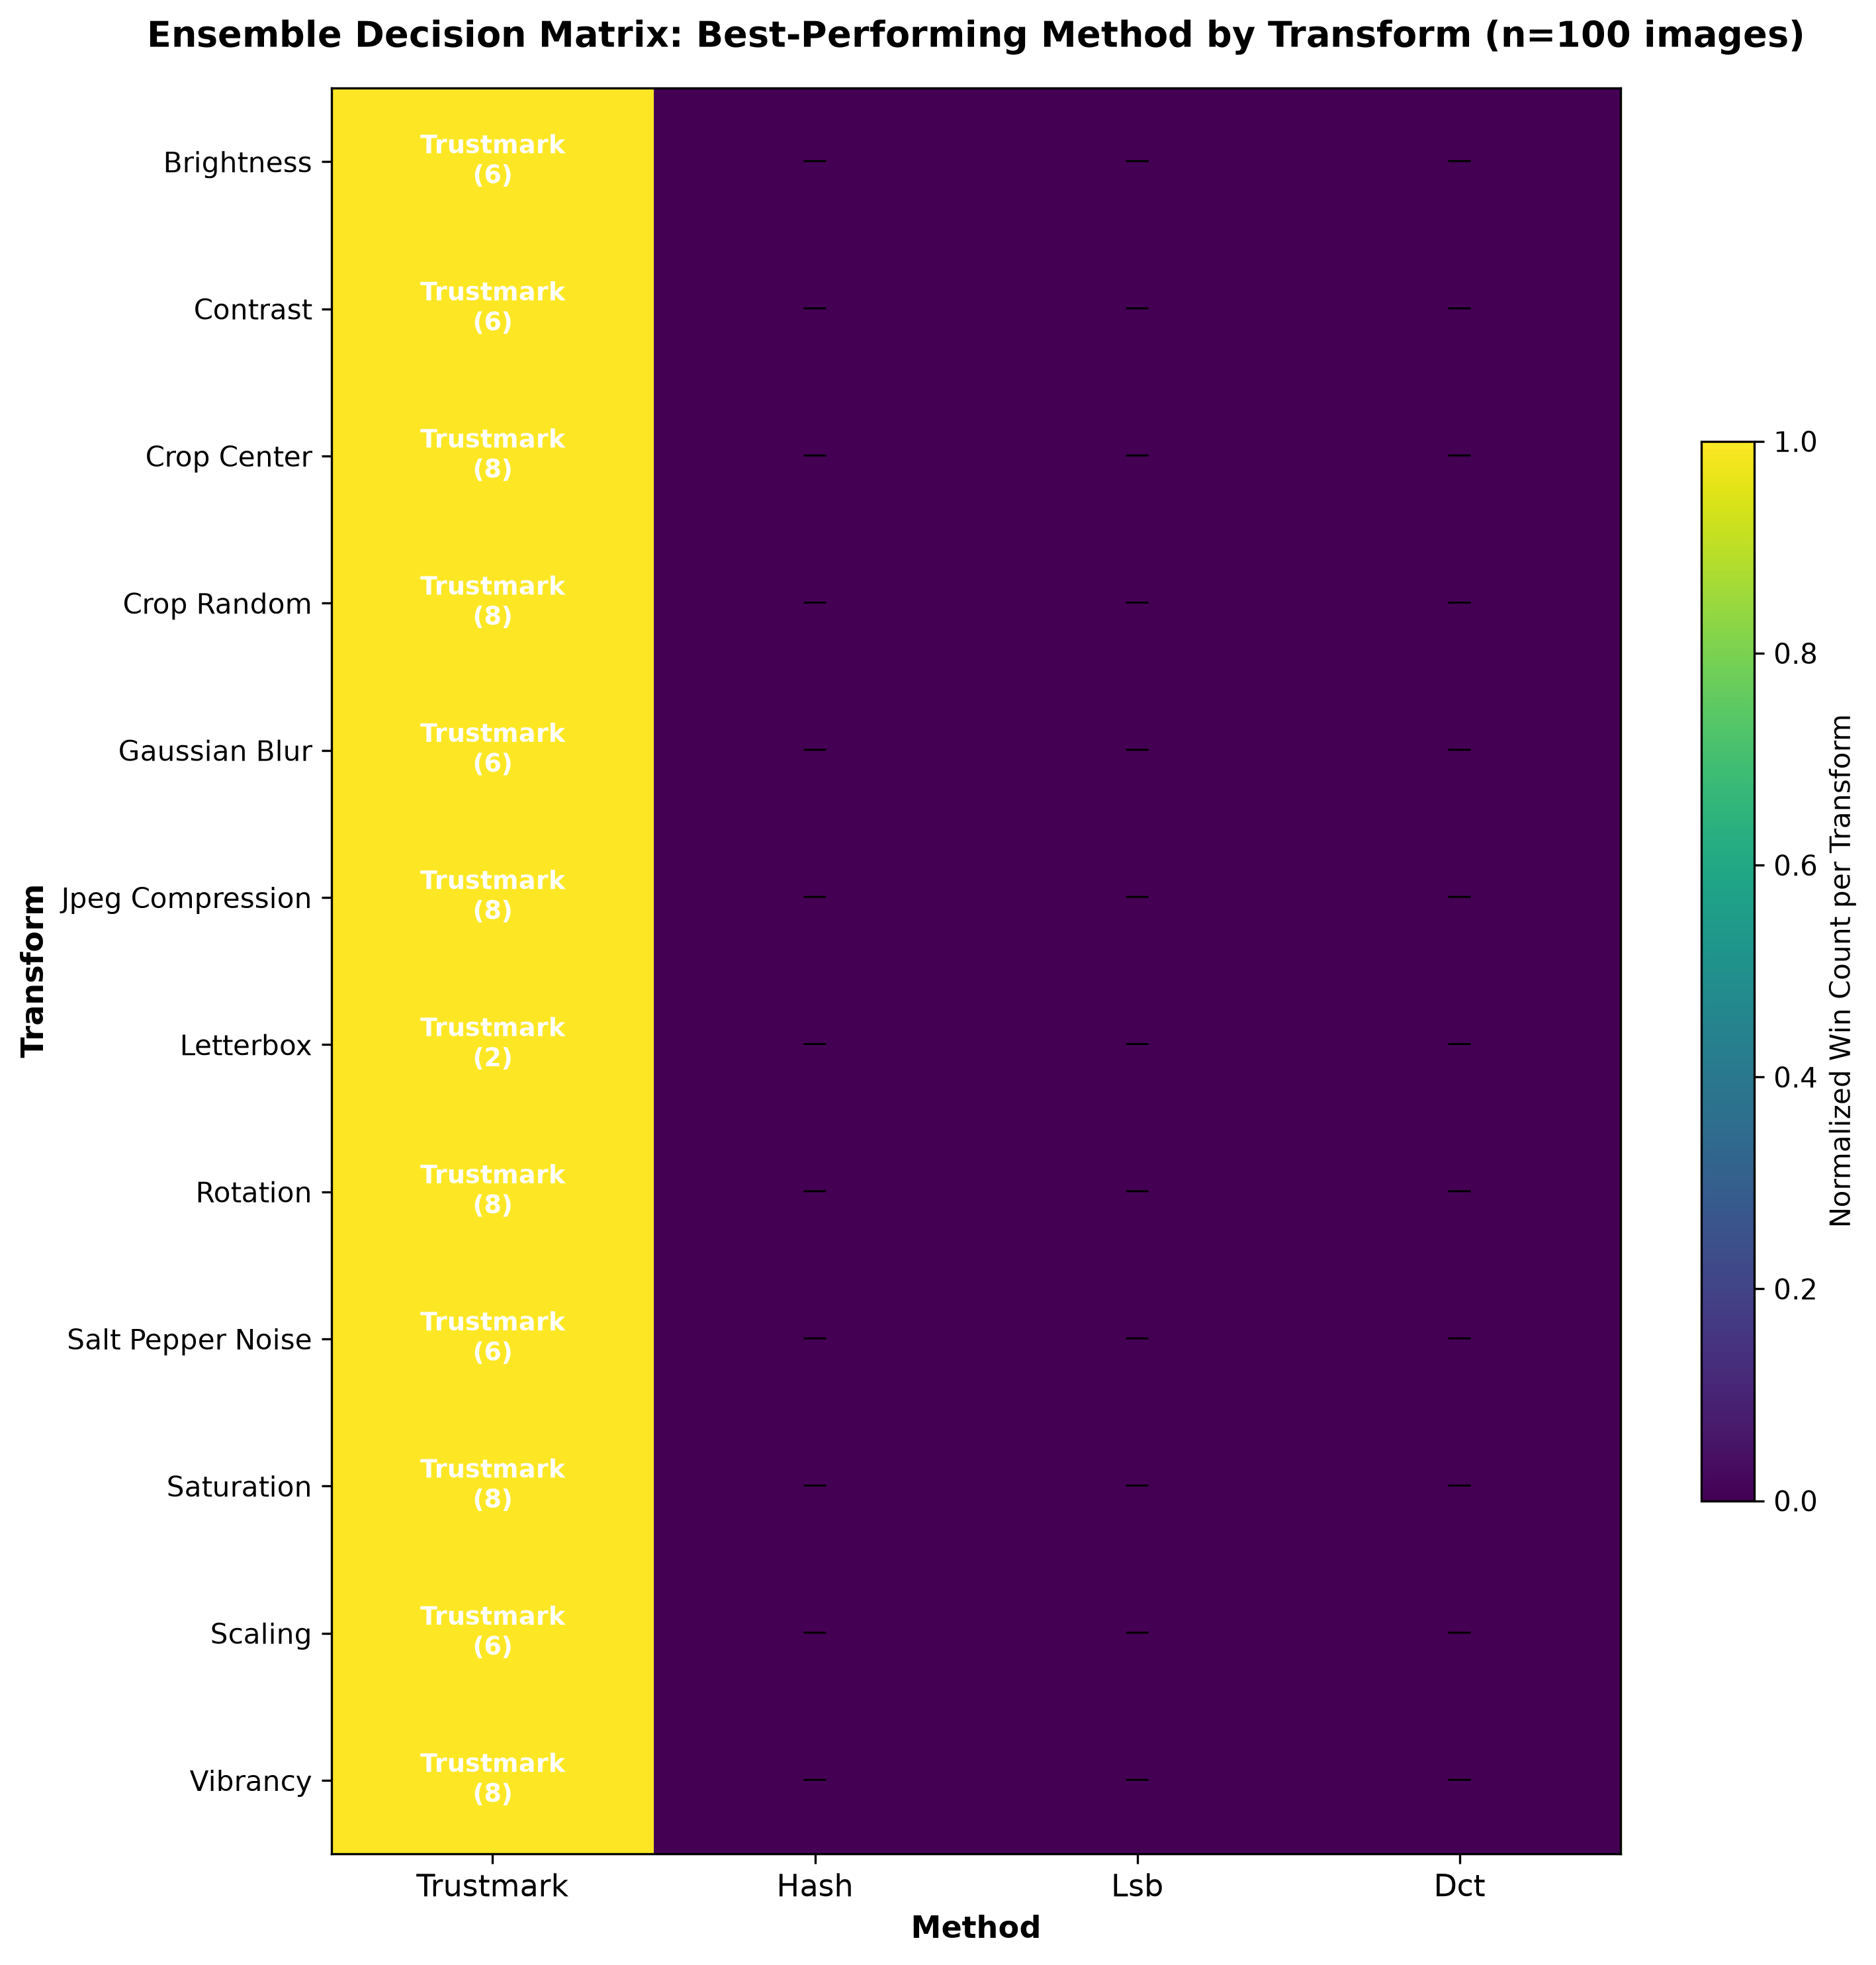 Ensemble Decision Matrix: Best-Performing Method by Transform (n=100 images)
Transform
Brightness
Trustmark
(6)
—
—
—
Contrast
Trustmark
(6)
—
—
—
Crop Center
Trustmark
(8)
—
—
—
Crop Random
Trustmark
(8)
—
—
—
Gaussian Blur
Trustmark
(6)
—
—
—
Jpeg Compression
Trustmark
(8)
—
—
—
Letterbox
Trustmark
(2)
—
—
—
Rotation
Trustmark
(8)
—
—
—
Salt Pepper Noise
Trustmark
(6)
—
—
—
Saturation
Trustmark
(8)
—
—
—
Scaling
Trustmark
(6)
—
—
—
Vibrancy
Trustmark
(8)
—
—
—
Trustmark
Hash
Lsb
Dct
Method
1.0
0.8
0.6
0.4
0.2
0.0
Normalized Win Count per Transform